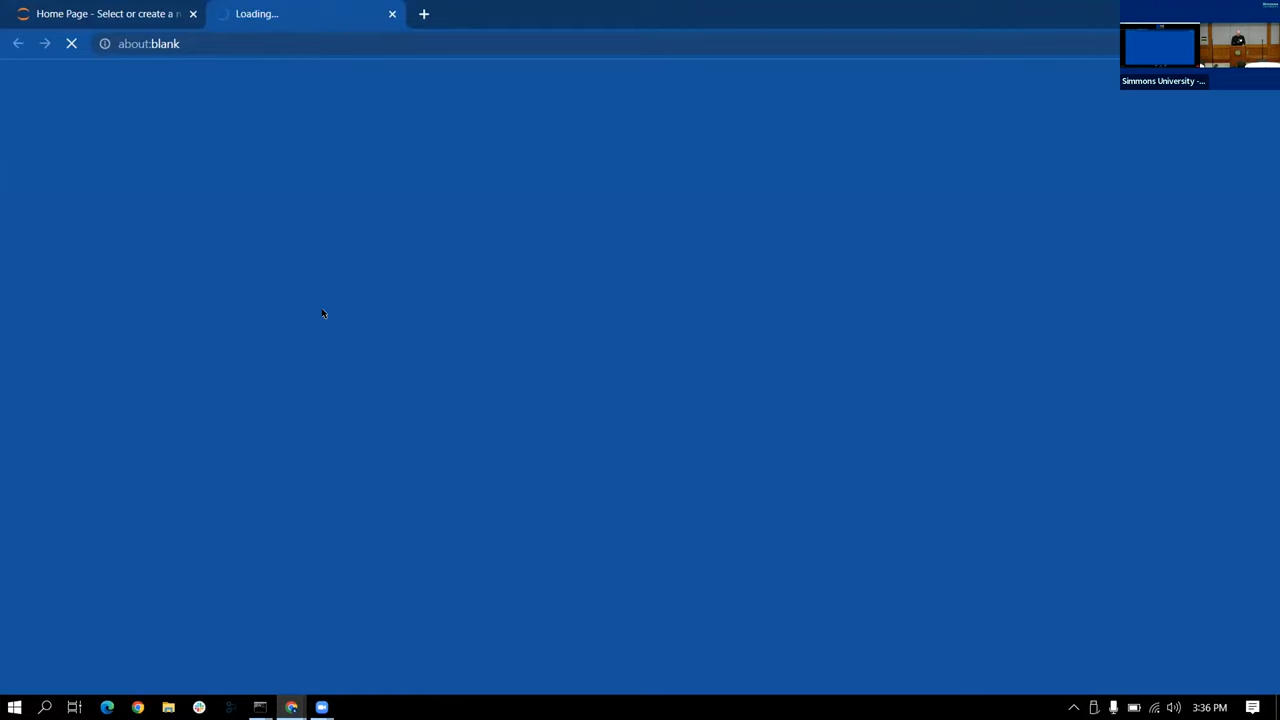 Home Page - Select or create a n
Loading...
about:blank
Simmons University -...
3:36 PM